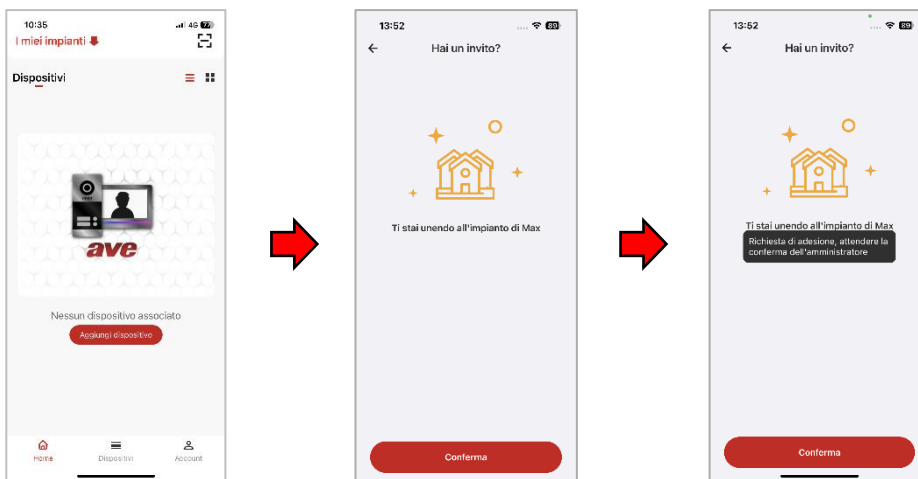 10:35
4G 77
I miei impianti
Dispositivi
ave
Nessun dispositivo associato
Aggiungi dispositivo
Home
Dispositivi
Account
13:52
89
Hai un invito?
Ti stai unendo all'impianto di Max
Conferma
13:52
89
Hai un invito?
Ti stai unendo all'impianto di Max
Richiesta di adesione, attendere la
conferma dell'amministratore
Conferma